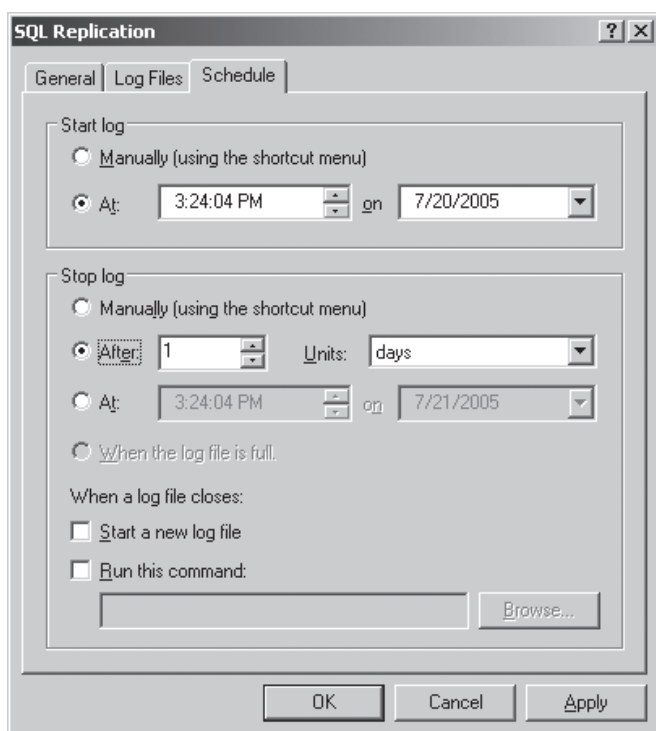 SQL Replication
General Log Files Schedule
Start log
Manually (using the shortcut menu)
At: 3:24:04 PM on 7/20/2005
Stop log
Manually (using the shortcut menu)
After: 1 Units: days
At: 3:24:04 PM on 7/21/2005
When the log file is full.
When a log file closes:
Start a new log file
Run this command:
Browse...
OK Cancel Apply